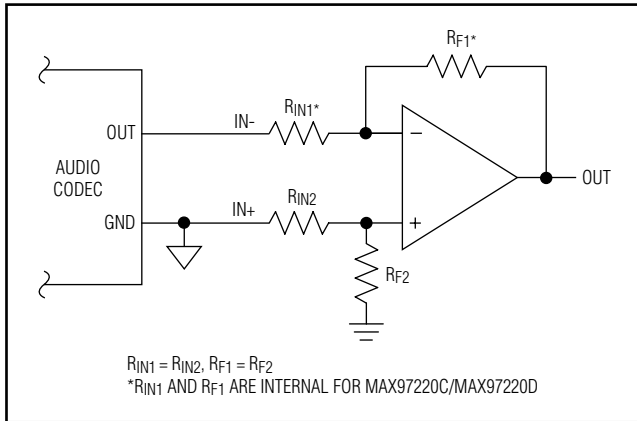 RF1*
RIN1*
IN-
OUT
−
AUDIO
CODEC
OUT
GND
IN+
RIN2
+
RF2
RIN1 = RIN2, RF1 = RF2
*RIN1 AND RF1 ARE INTERNAL FOR MAX97220C/MAX97220D